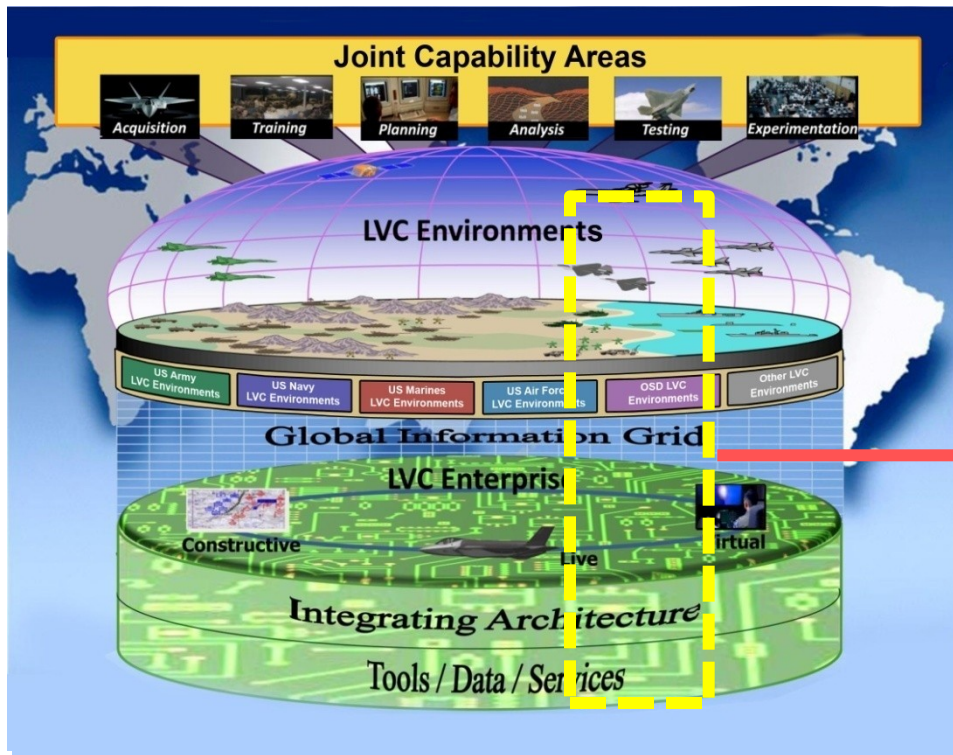 Joint Capability Areas
Acquisition
Training
Planning
Analysis
Testing
Experimentation
LVC Environments
US Army
LVC Environments
US Navy
LVC Environments
US Marines
LVC Environments
US Air Force
LVC Environments
OSD LVC
Environments
Other LVC
Environments
Global Information Grid
LVC Enterprise
Constructive
Live
Virtual
Integrating Architecture
Tools / Data / Services